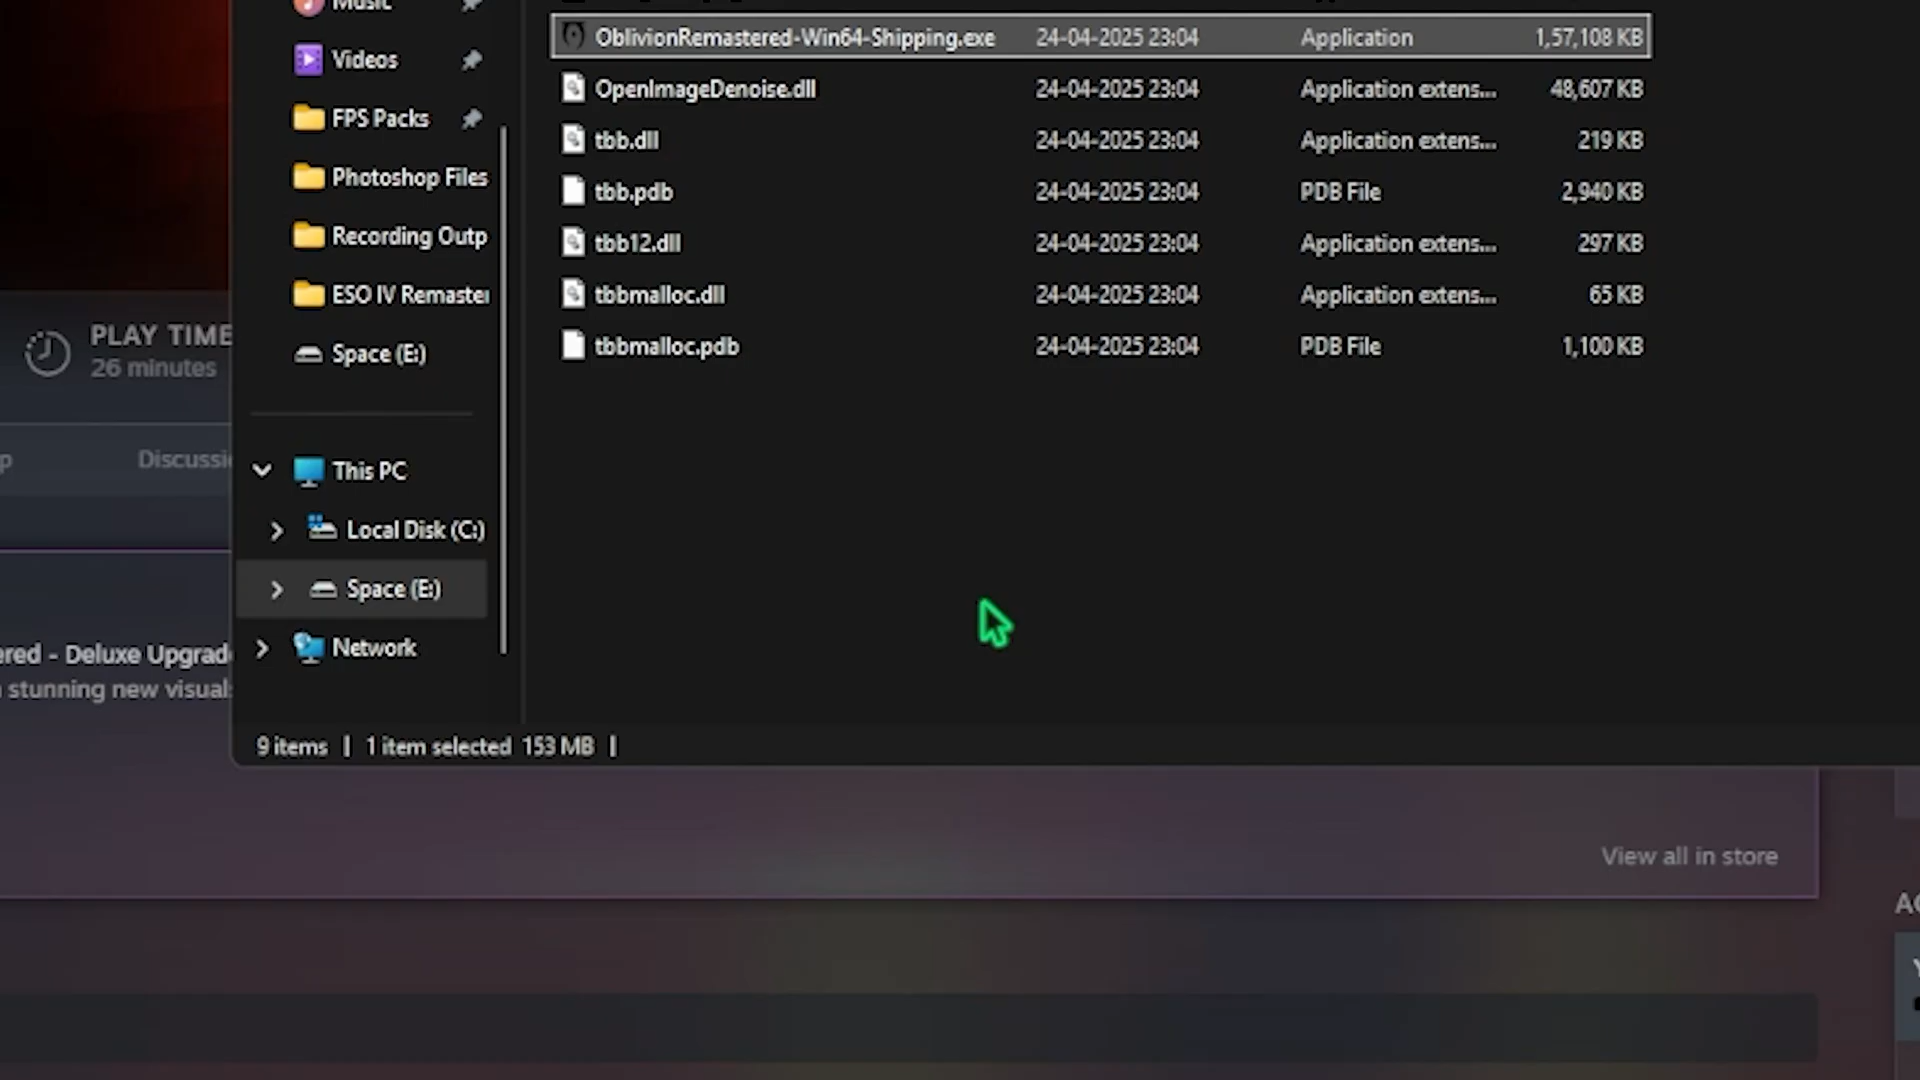 Music
Videos
FPS Packs
Photoshop Files
Recording Outp
ESO IV Remaster
Space (E:)
This PC
Local Disk (C:)
Space (E:)
Network
OblivionRemastered-Win64-Shipping.exe 24-04-2025 23:04 Application 1,57,108 KB
OpenImageDenoise.dll 24-04-2025 23:04 Application extens... 48,607 KB
tbb.dll 24-04-2025 23:04 Application extens... 219 KB
tbb.pdb 24-04-2025 23:04 PDB File 2,940 KB
tbb12.dll 24-04-2025 23:04 Application extens... 297 KB
tbbmalloc.dll 24-04-2025 23:04 Application extens... 65 KB
tbbmalloc.pdb 24-04-2025 23:04 PDB File 1,100 KB
9 items | 1 item selected 153 MB |
PLAY TIME
26 minutes
p Discussi
ered - Deluxe Upgrade
stunning new visual
View all in store